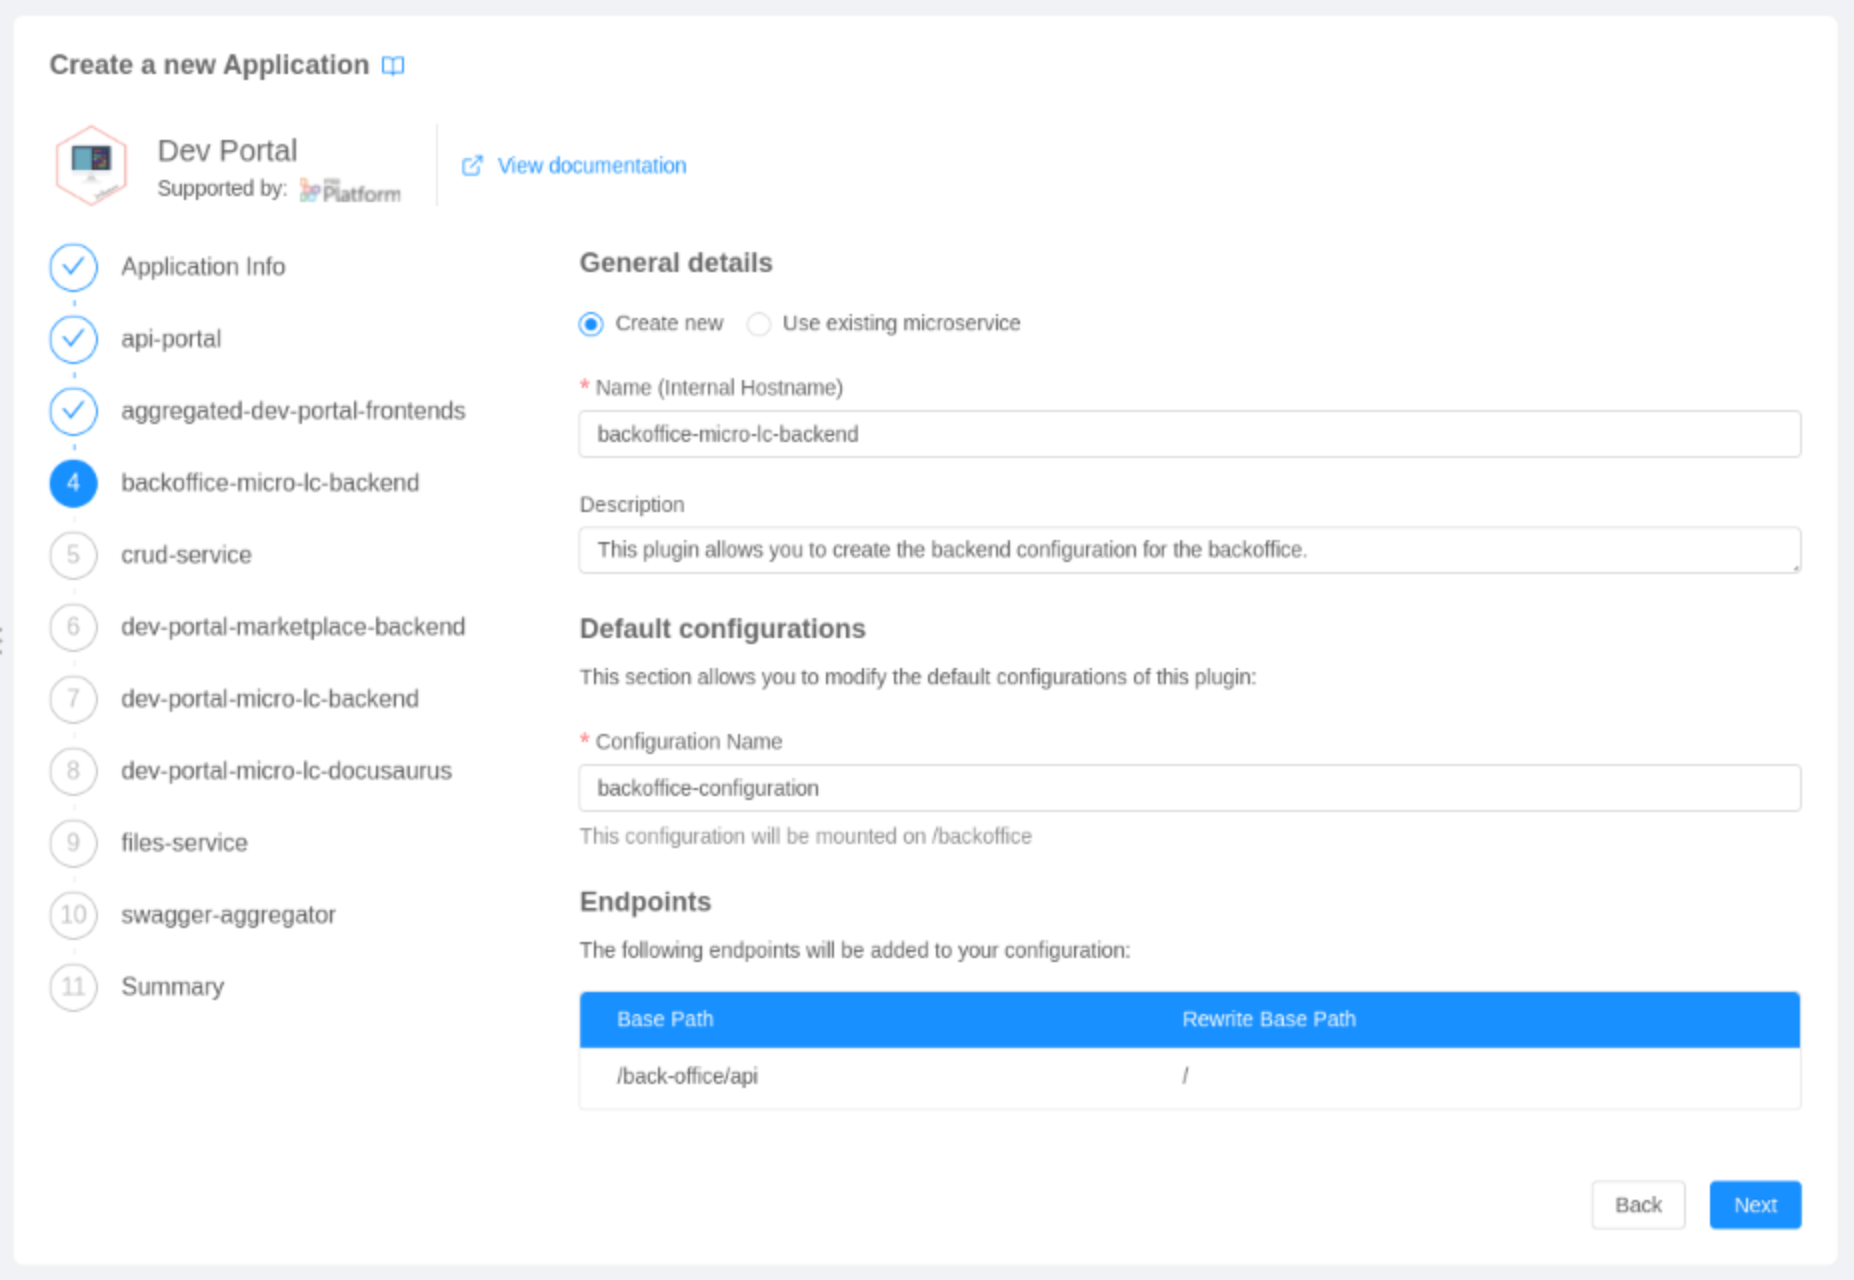 Create a new Application
Dev Portal
Supported by:
Platform
View documentation
Application Info
api-portal
aggregated-dev-portal-frontends
4 backoffice-micro-lc-backend
5 crud-service
6 dev-portal-marketplace-backend
7 dev-portal-micro-lc-backend
8 dev-portal-micro-lc-docusaurus
9 files-service
10 swagger-aggregator
11 Summary
General details
Create new Use existing microservice
* Name (Internal Hostname)
backoffice-micro-lc-backend
Description
This plugin allows you to create the backend configuration for the backoffice.
Default configurations
This section allows you to modify the default configurations of this plugin:
* Configuration Name
backoffice-configuration
This configuration will be mounted on /backoffice
Endpoints
The following endpoints will be added to your configuration:
Base Path Rewrite Base Path
/back-office/api /
Back Next